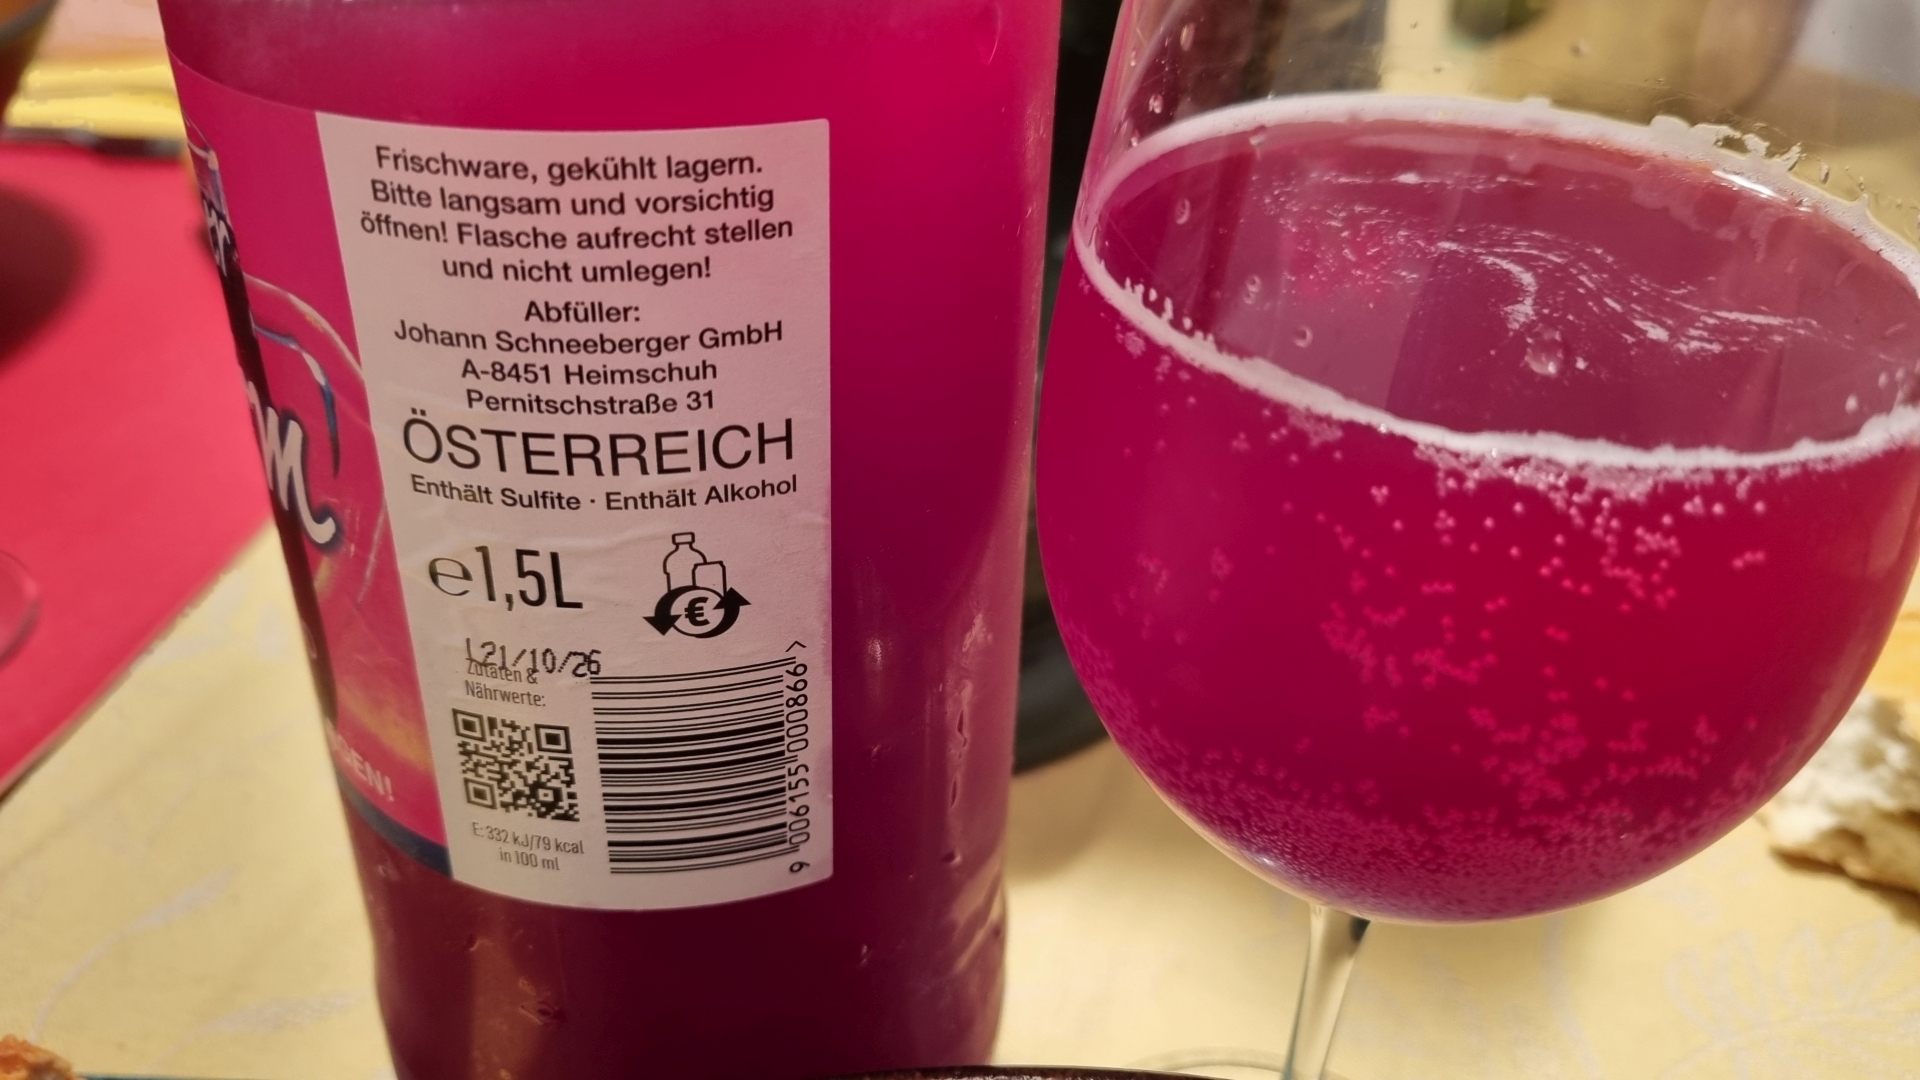 Frischware, gekühlt lagern.
Bitte langsam und vorsichtig
öffnen! Flasche aufrecht stellen
und nicht umlegen!
Abfüller:
Johann Schneeberger GmbH
A-8451 Heimschuh
Pernitschstraße 31
ÖSTERREICH
Enthält Sulfite · Enthält Alkohol
℮1,5L
€
L21/10/26
Zutaten &
Nährwerte:
E: 332 kJ/79 kcal
in 100 ml
9 006155 000866 >